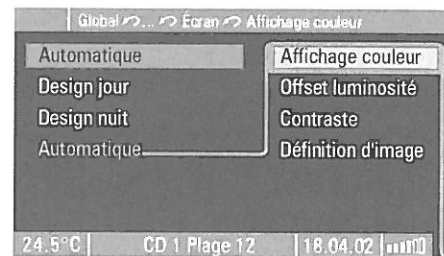 Global ... Écran Affichage couleur
Automatique
Design jour
Design nuit
Automatique
Affichage couleur
Offset luminosité
Contraste
Définition d'image
24.5°C CD 1 Plage 12 18.04.02